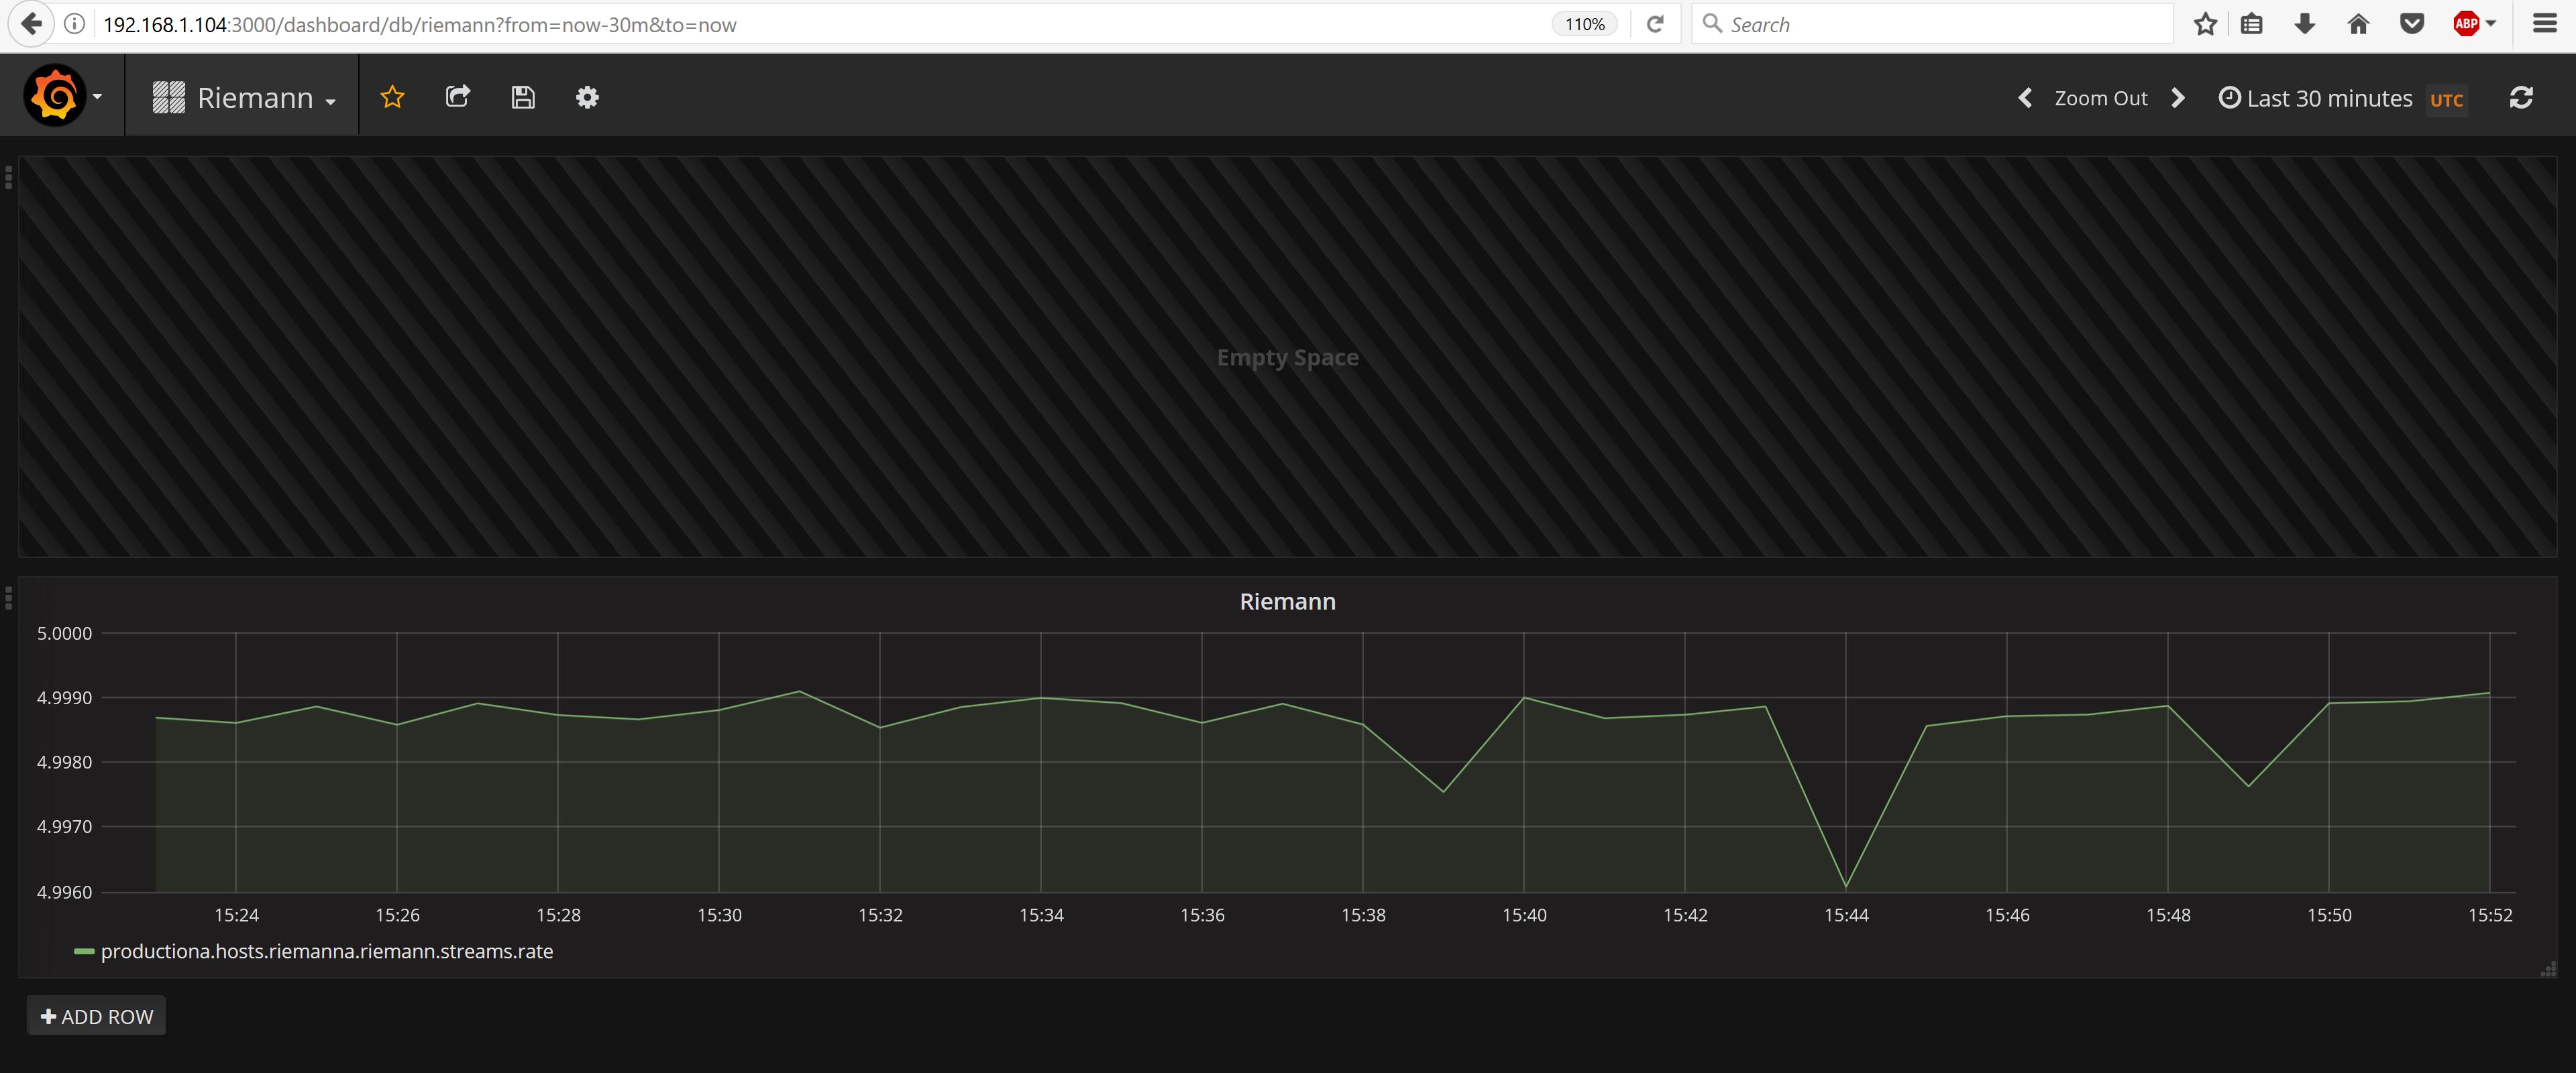 192.168.1.104:3000/dashboard/db/riemann?from=now-30m&to=now 110% Search ABP
Riemann Zoom Out Last 30 minutes UTC
Empty Space
Riemann
5.0000
4.9990
4.9980
4.9970
4.9960
15:24 15:26 15:28 15:30 15:32 15:34 15:36 15:38 15:40 15:42 15:44 15:46 15:48 15:50 15:52
productiona.hosts.riemanna.riemann.streams.rate
ADD ROW